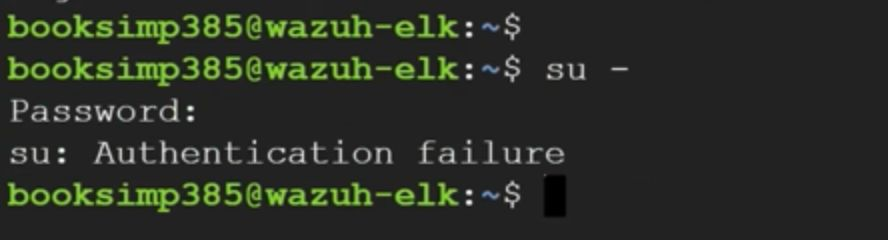 booksimp385@wazuh-elk:~$
booksimp385@wazuh-elk:~$ su -
Password:
su: Authentication failure
booksimp385@wazuh-elk:~$